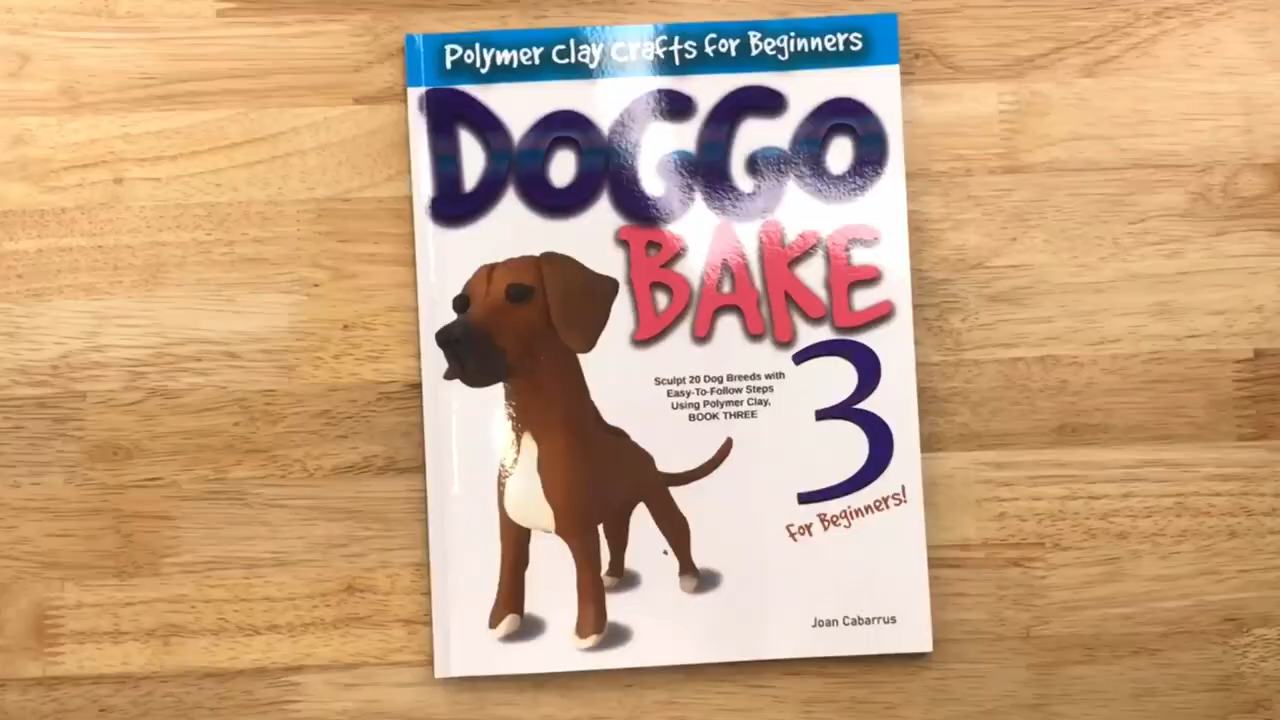 Polymer Clay Crafts for Beginners
DOGGO
BAKE
3
Sculpt 20 Dog Breeds with
Easy-To-Follow Steps
Using Polymer Clay,
BOOK THREE
for Beginners!
Joan Cabarrus